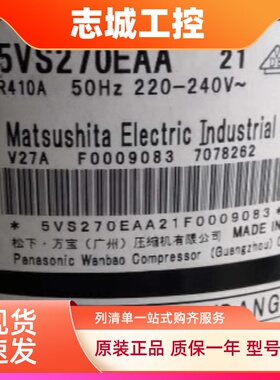 志城工控
5VS270EAA 21
R410A 50Hz 220-240V~
Matsushita Electric Industrial
V27A F0009083 7078262
* 5VS270EAA21F0009083 *
松下·万宝(广州)压缩机有限公司 MADE IN
Panasonic Wanbao Compressor (Guangzhou)
现货
速发
列清单一站式购齐服务
原装正品 质保一年 型号